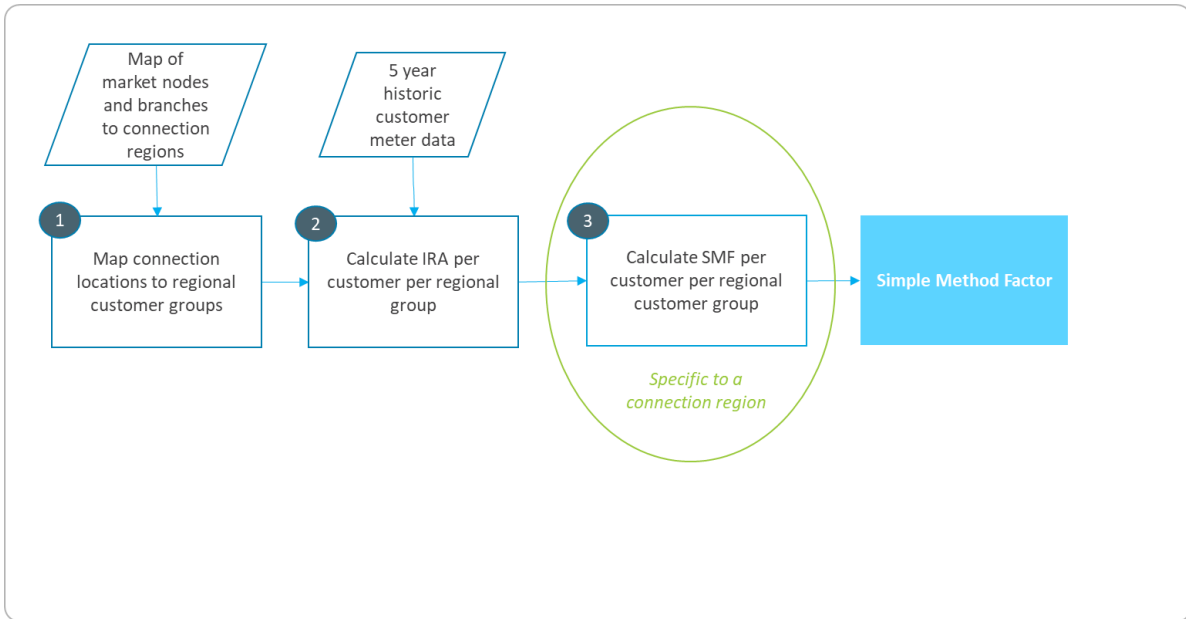 Map of
market nodes
and branches
to connection
regions
5 year
historic
customer
meter data
1
Map connection
locations to regional
customer groups
2
Calculate IRA per
customer per regional
group
3
Calculate SMF per
customer per regional
customer group
Specific to a
connection region
Simple Method Factor